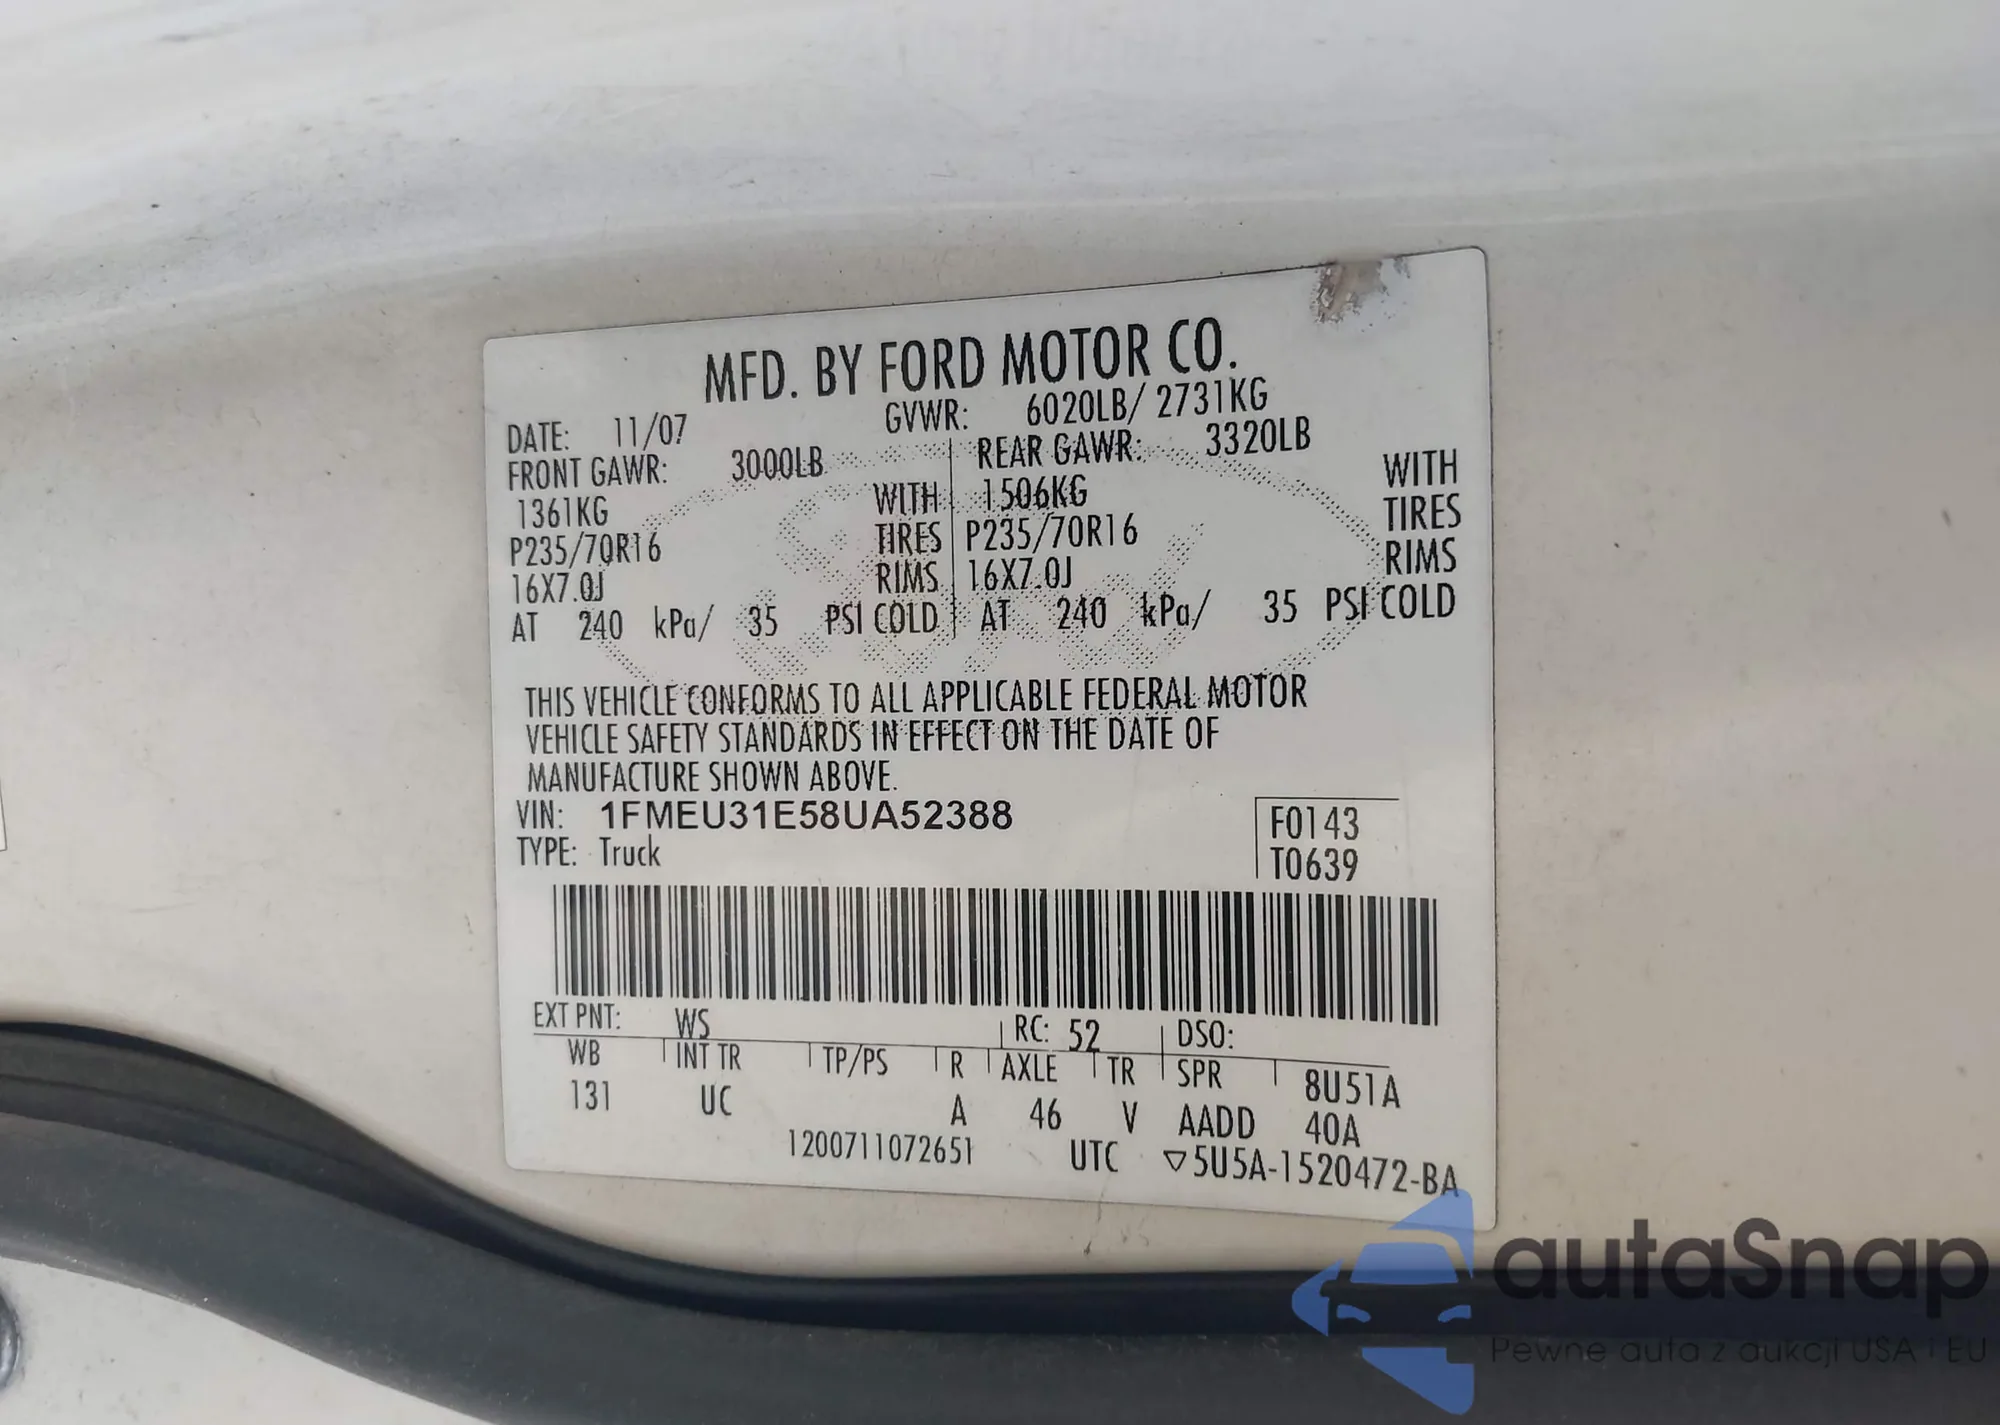 MFD. BY FORD MOTOR CO.
DATE: 11/07 GVWR: 6020LB/ 2731KG
FRONT GAWR: 3000LB REAR GAWR: 3320LB
1361KG WITH 1506KG WITH
P235/70R16 TIRES P235/70R16 TIRES
16X7.0J RIMS 16X7.0J RIMS
AT 240 kPa/ 35 PSI COLD AT 240 kPa/ 35 PSI COLD
THIS VEHICLE CONFORMS TO ALL APPLICABLE FEDERAL MOTOR
VEHICLE SAFETY STANDARDS IN EFFECT ON THE DATE OF
MANUFACTURE SHOWN ABOVE.
VIN: 1FMEU31E58UA52388 F0143
TYPE: Truck T0639
EXT PNT: WS RC: 52 DSO:
WB INT TR TP/PS R AXLE TR SPR 8U51A
131 UC A 46 V AADD 40A
1200711072651 UTC ▽5U5A-1520472-BA
autaSnap
Pewne auta z aukcji USA i EU